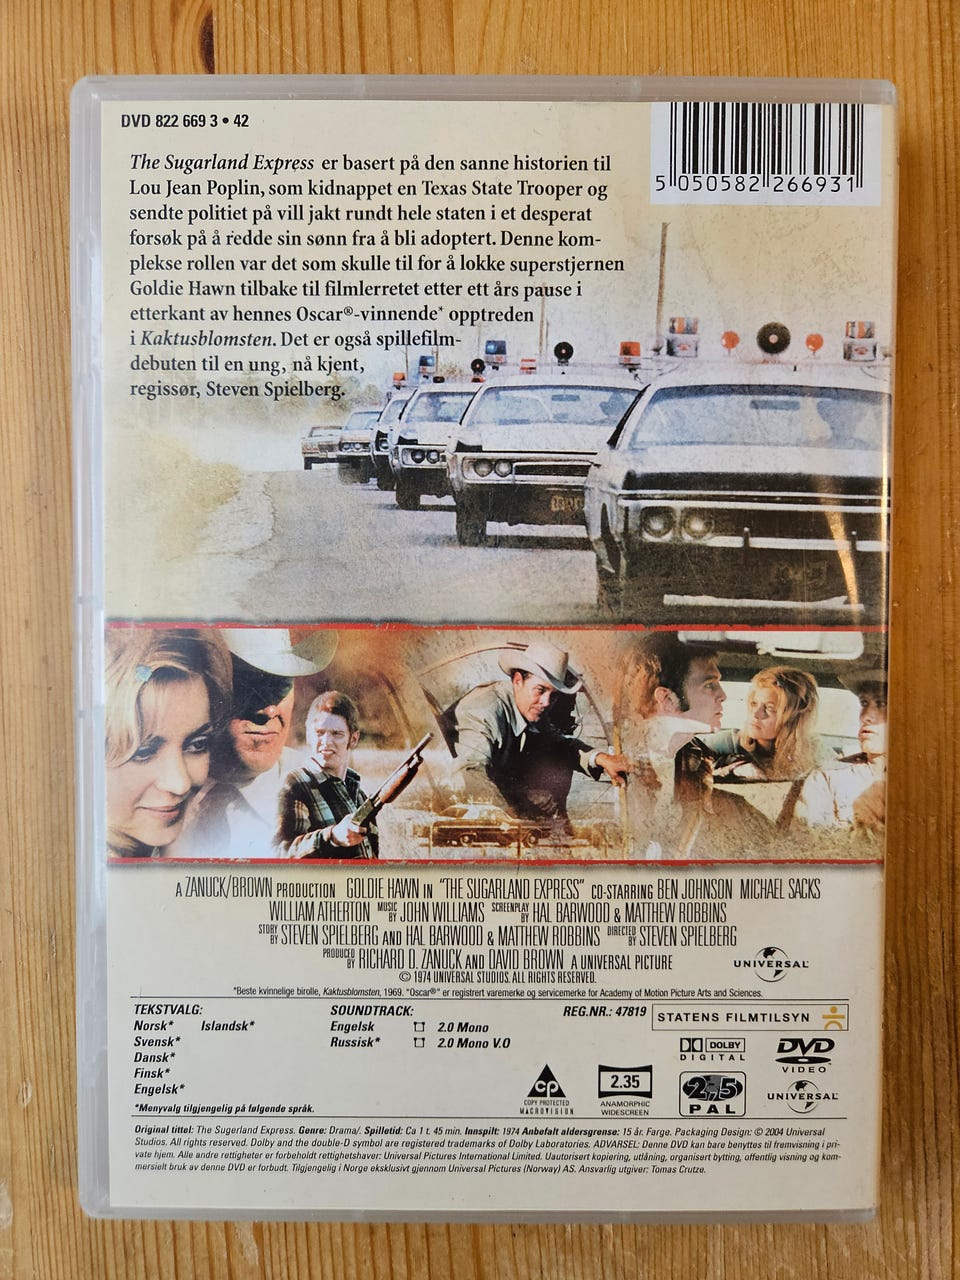 DVD 822 669 3 • 42
5 050582 266931
The Sugarland Express er basert på den sanne historien til
Lou Jean Poplin, som kidnappet en Texas State Trooper og
sendte politiet på vill jakt rundt hele staten i et desperat
forsøk på å redde sin sønn fra å bli adoptert. Denne kom-
plekse rollen var det som skulle til for å lokke superstjernen
Goldie Hawn tilbake til filmlerretet etter ett års pause i
etterkant av hennes Oscar®-vinnende* opptreden
i Kaktusblomsten. Det er også spillefilm-
debuten til en ung, nå kjent,
regissør, Steven Spielberg.
A ZANUCK/BROWN PRODUCTION GOLDIE HAWN IN "THE SUGARLAND EXPRESS" CO-STARRING BEN JOHNSON MICHAEL SACKS
WILLIAM ATHERTON MUSIC BY JOHN WILLIAMS SCREENPLAY BY HAL BARWOOD & MATTHEW ROBBINS
STORY BY STEVEN SPIELBERG AND HAL BARWOOD & MATTHEW ROBBINS DIRECTED BY STEVEN SPIELBERG
PRODUCED BY RICHARD D. ZANUCK AND DAVID BROWN A UNIVERSAL PICTURE
© 1974 UNIVERSAL STUDIOS. ALL RIGHTS RESERVED.
UNIVERSAL
*Beste kvinnelige birolle, Kaktusblomsten, 1969. "Oscar®" er registrert varemerke og servicemerke for Academy of Motion Picture Arts and Sciences.
TEKSTVALG:
Norsk* Islandsk*
Svensk*
Dansk*
Finsk*
Engelsk*
*Menyvalg tilgjengelig på følgende språk.
SOUNDTRACK:
Engelsk 2.0 Mono
Russisk* 2.0 Mono V.O
REG.NR.: 47819
STATENS FILMTILSYN
DOLBY
DIGITAL
DVD
VIDEO
CP
COPY PROTECTED
MACROVISION
2.35
ANAMORPHIC
WIDESCREEN
2,5
PAL
UNIVERSAL
Original tittel: The Sugerland Express. Genre: Drama/. Spilletid: Ca 1 t. 45 min. Innspilt: 1974 Anbefalt aldersgrense: 15 år. Farge. Packaging Design: © 2004 Universal
Studios. All rights reserved. Dolby and the double-D symbol are registered trademarks of Dolby Laboratories. ADVARSEL: Denne DVD kan bare benyttes til fremvisning i pri-
vate hjem. Alle andre rettigheter er forbeholdt rettighetshaver: Universal Pictures International Limited. Uautorisert kopiering, utlåning, organisert bytting, offentlig visning og kom-
mersielt bruk av denne DVD er forbudt. Tilgjengelig i Norge eksklusivt gjennom Universal Pictures (Norway) AS. Ansvarlig utgiver: Tomas Crutze.